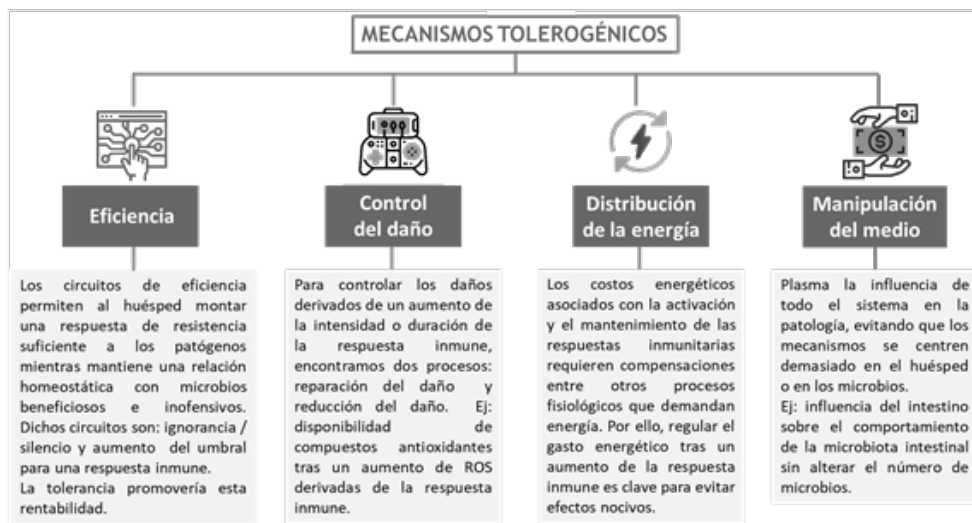 MECANISMOS TOLEROGÉNICOS
Eficiencia
Los circuitos de eficiencia
permiten al huésped montar
una respuesta de resistencia
suficiente a los patógenos
mientras mantiene una relación
homeostática con microbios
beneficiosos e inofensivos.
Dichos circuitos son: ignorancia /
silencio y aumento del umbral
para una respuesta inmune.
La tolerancia promovería esta
rentabilidad.
Control
del daño
Para controlar los daños
derivados de un aumento de
la intensidad o duración de
la respuesta inmune,
encontramos dos procesos:
reparación del daño y
reducción del daño. Ej:
disponibilidad de
compuestos antioxidantes
tras un aumento de ROS
derivadas de la respuesta
inmune.
Distribución
de la energía
Los costos energéticos
asociados con la activación
y el mantenimiento de las
respuestas inmunitarias
requieren compensaciones
entre otros procesos
fisiológicos que demandan
energía. Por ello, regular el
gasto energético tras un
aumento de la respuesta
inmune es clave para evitar
efectos nocivos.
Manipulación
del medio
Plasma la influencia de
todo el sistema en la
patología, evitando que los
mecanismos se centren
demasiado en el huésped
o en los microbios.
Ej: influencia del intestino
sobre el comportamiento
de la microbiota intestinal
sin alterar el número de
microbios.